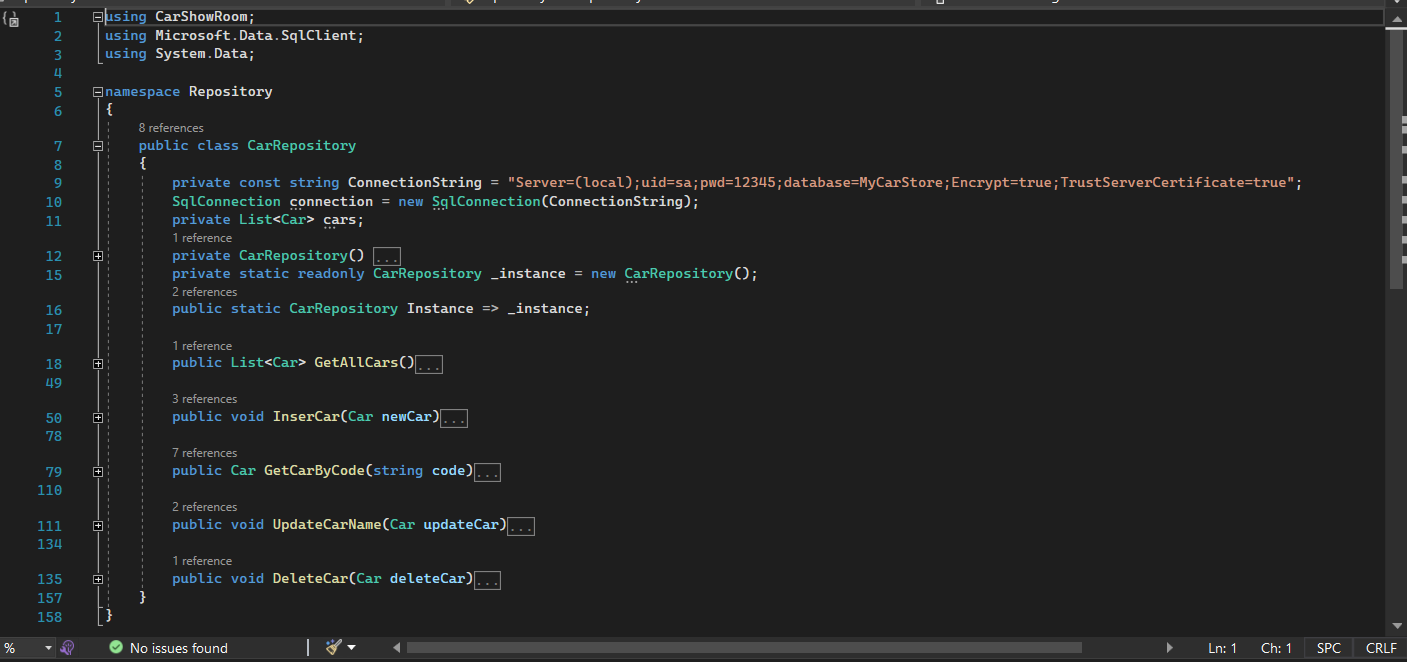 1 using CarShowRoom;
2 using Microsoft.Data.SqlClient;
3 using System.Data;
4
5 namespace Repository
6 {
8 references
7 public class CarRepository
8 {
9 private const string ConnectionString = "Server=(local);uid=sa;pwd=12345;database=MyCarStore;Encrypt=true;TrustServerCertificate=true";
10 SqlConnection connection = new SqlConnection(ConnectionString);
11 private List<Car> cars;
1 reference
12 private CarRepository() ...
15 private static readonly CarRepository _instance = new CarRepository();
2 references
16 public static CarRepository Instance => _instance;
17
1 reference
18 public List<Car> GetAllCars()...
49
3 references
50 public void InserCar(Car newCar)...
78
7 references
79 public Car GetCarByCode(string code)...
110
2 references
111 public void UpdateCarName(Car updateCar)...
134
1 reference
135 public void DeleteCar(Car deleteCar)...
157 }
158 }
% No issues found Ln: 1 Ch: 1 SPC CRLF